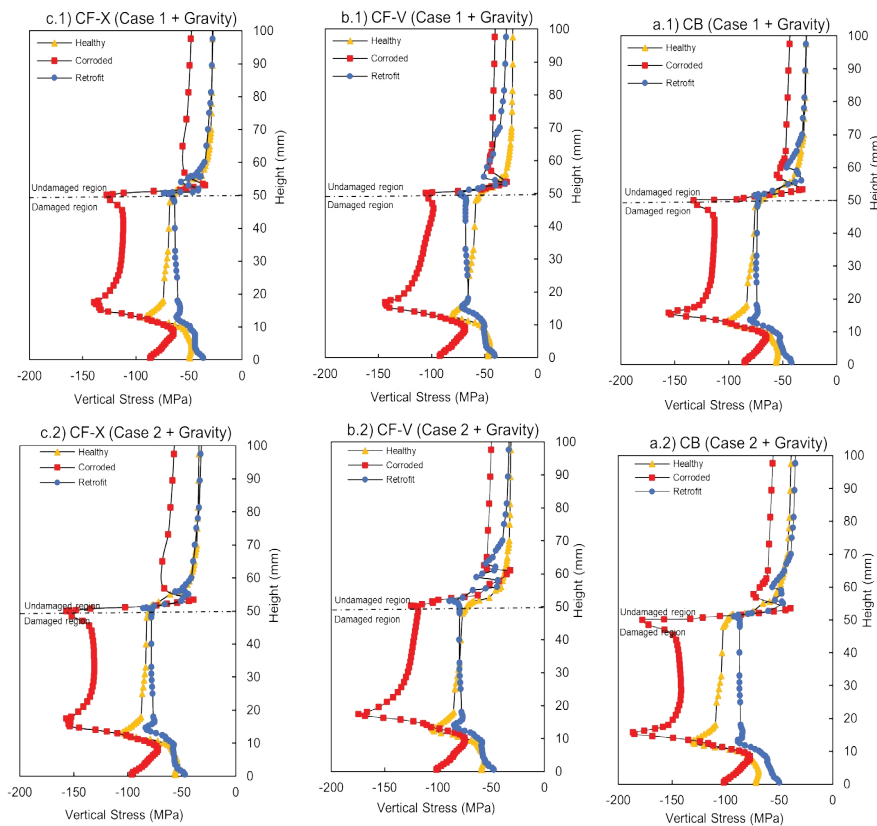 c.1) CF-X (Case 1 + Gravity)
Healthy
Corroded
Retrofit
100
90
80
70
60
50
40
30
20
10
0
Height (mm)
Undamaged region
Damaged region
-200
-150
-100
-50
0
Vertical Stress (MPa)
b.1) CF-V (Case 1 + Gravity)
Healthy
Corroded
Retrofit
100
90
80
70
60
50
40
30
20
10
0
Height (mm)
Undamaged region
Damaged region
-200
-150
-100
-50
0
Vertical Stress (MPa)
a.1) CB (Case 1 + Gravity)
Healthy
Corroded
Retrofit
100
90
80
70
60
50
40
30
20
10
0
Height (mm)
Undamaged region
Damaged region
-200
-150
-100
-50
0
Vertical Stress (MPa)
c.2) CF-X (Case 2 + Gravity)
Healthy
Corroded
Retrofit
100
90
80
70
60
50
40
30
20
10
0
Height (mm)
Undamaged region
Damaged region
-200
-150
-100
-50
0
Vertical Stress (MPa)
b.2) CF-V (Case 2 + Gravity)
Healthy
Corroded
Retrofit
100
90
80
70
60
50
40
30
20
10
0
Height (mm)
Undamaged region
Damaged region
-200
-150
-100
-50
0
Vertical Stress (MPa)
a.2) CB (Case 2 + Gravity)
Healthy
Corroded
Retrofit
100
90
80
70
60
50
40
30
20
10
0
Height (mm)
Undamaged region
Damaged region
-200
-150
-100
-50
0
Vertical Stress (MPa)